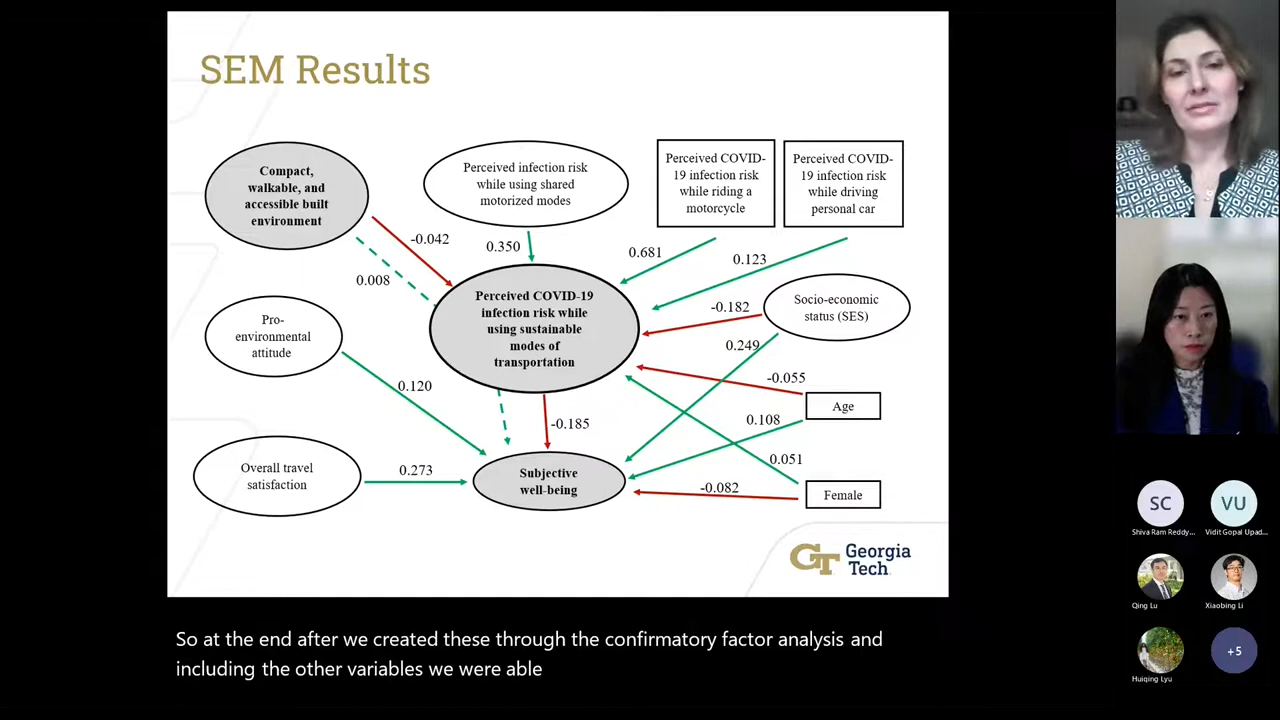 SEM Results
Compact,
walkable, and
accessible built
environment
Perceived infection risk
while using shared
motorized modes
Perceived COVID-
19 infection risk
while riding a
motorcycle
Perceived COVID-
19 infection risk
while driving
personal car
-0.042
0.350
0.681
0.123
0.008
Perceived COVID-19
infection risk while
using sustainable
modes of
transportation
-0.182
Socio-economic
status (SES)
0.249
Pro-
environmental
attitude
0.120
-0.055
Age
-0.185
0.108
0.051
Overall travel
satisfaction
0.273
Subjective
well-being
-0.082
Female
GT Georgia
Tech
So at the end after we created these through the confirmatory factor analysis and
including the other variables we were able
SC
VU
Shiva Ram Reddy...
Vidit Gopal Upad...
Qing Lu
Xiaobing Li
Huiqing Lyu
+5